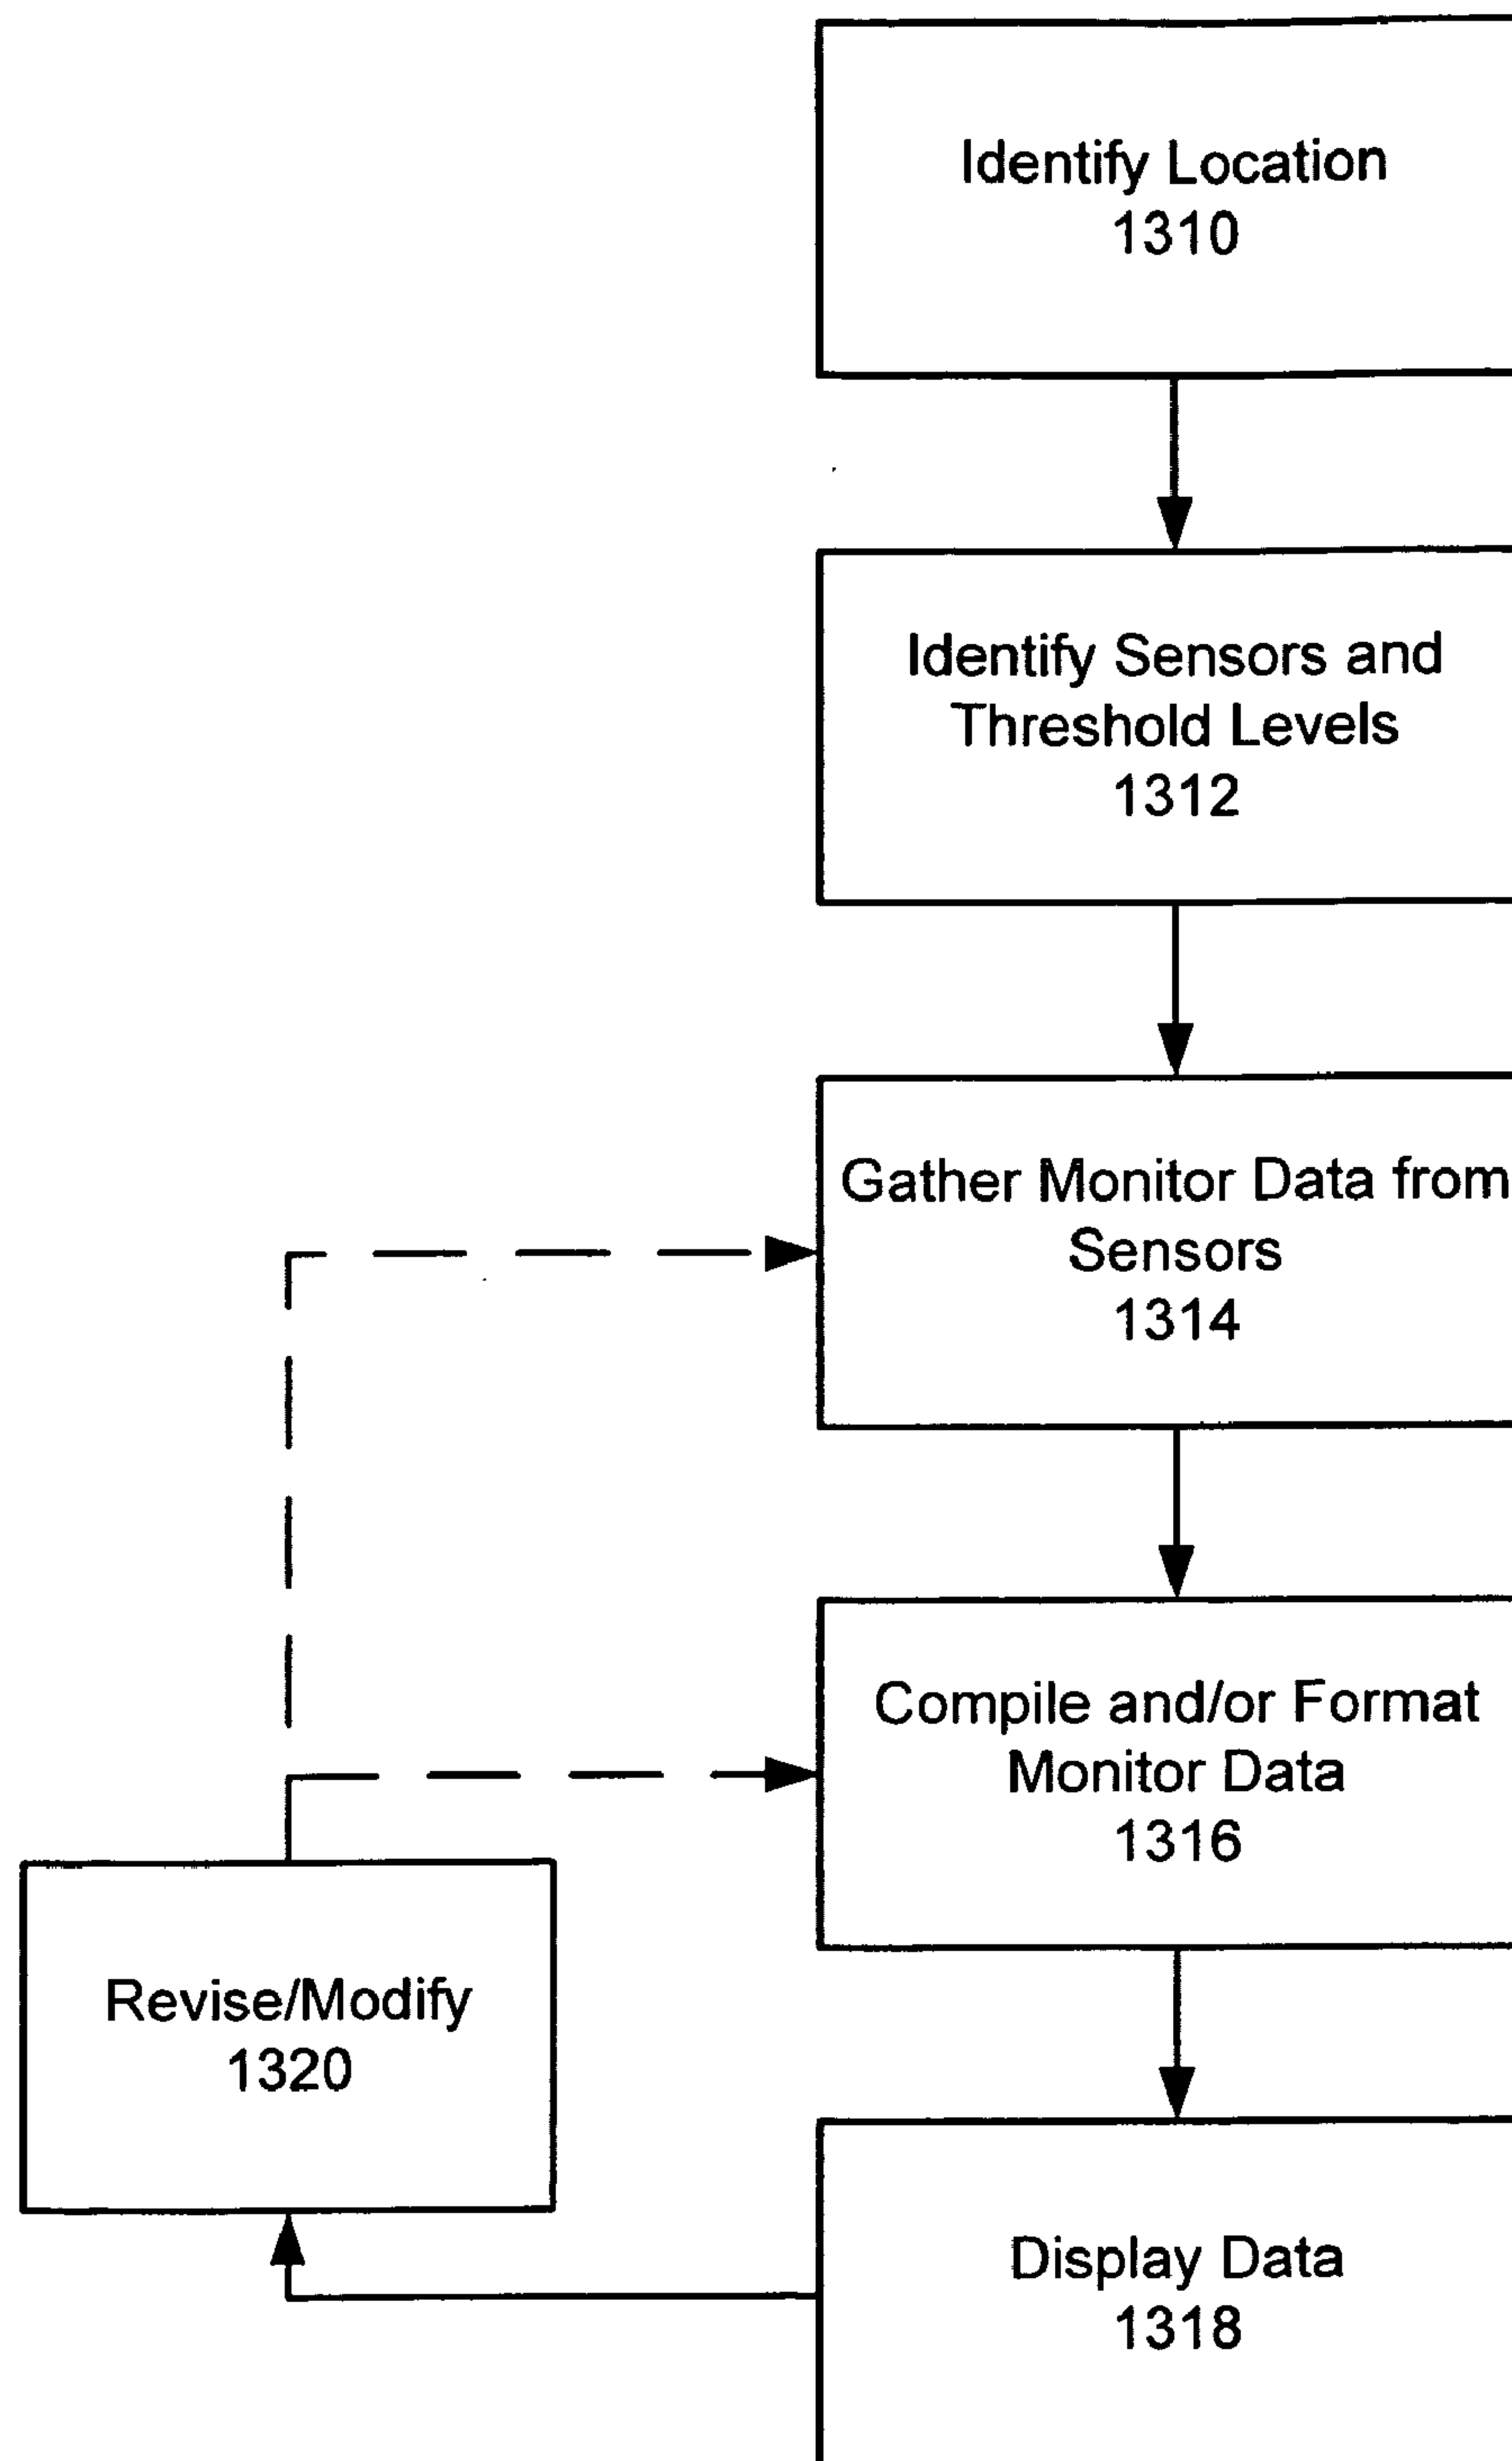 Identify Location
1310
Identify Sensors and
Threshold Levels
1312
Gather Monitor Data from
Sensors
1314
Compile and/or Format
Monitor Data
1316
Revise/Modify
1320
Display Data
1318